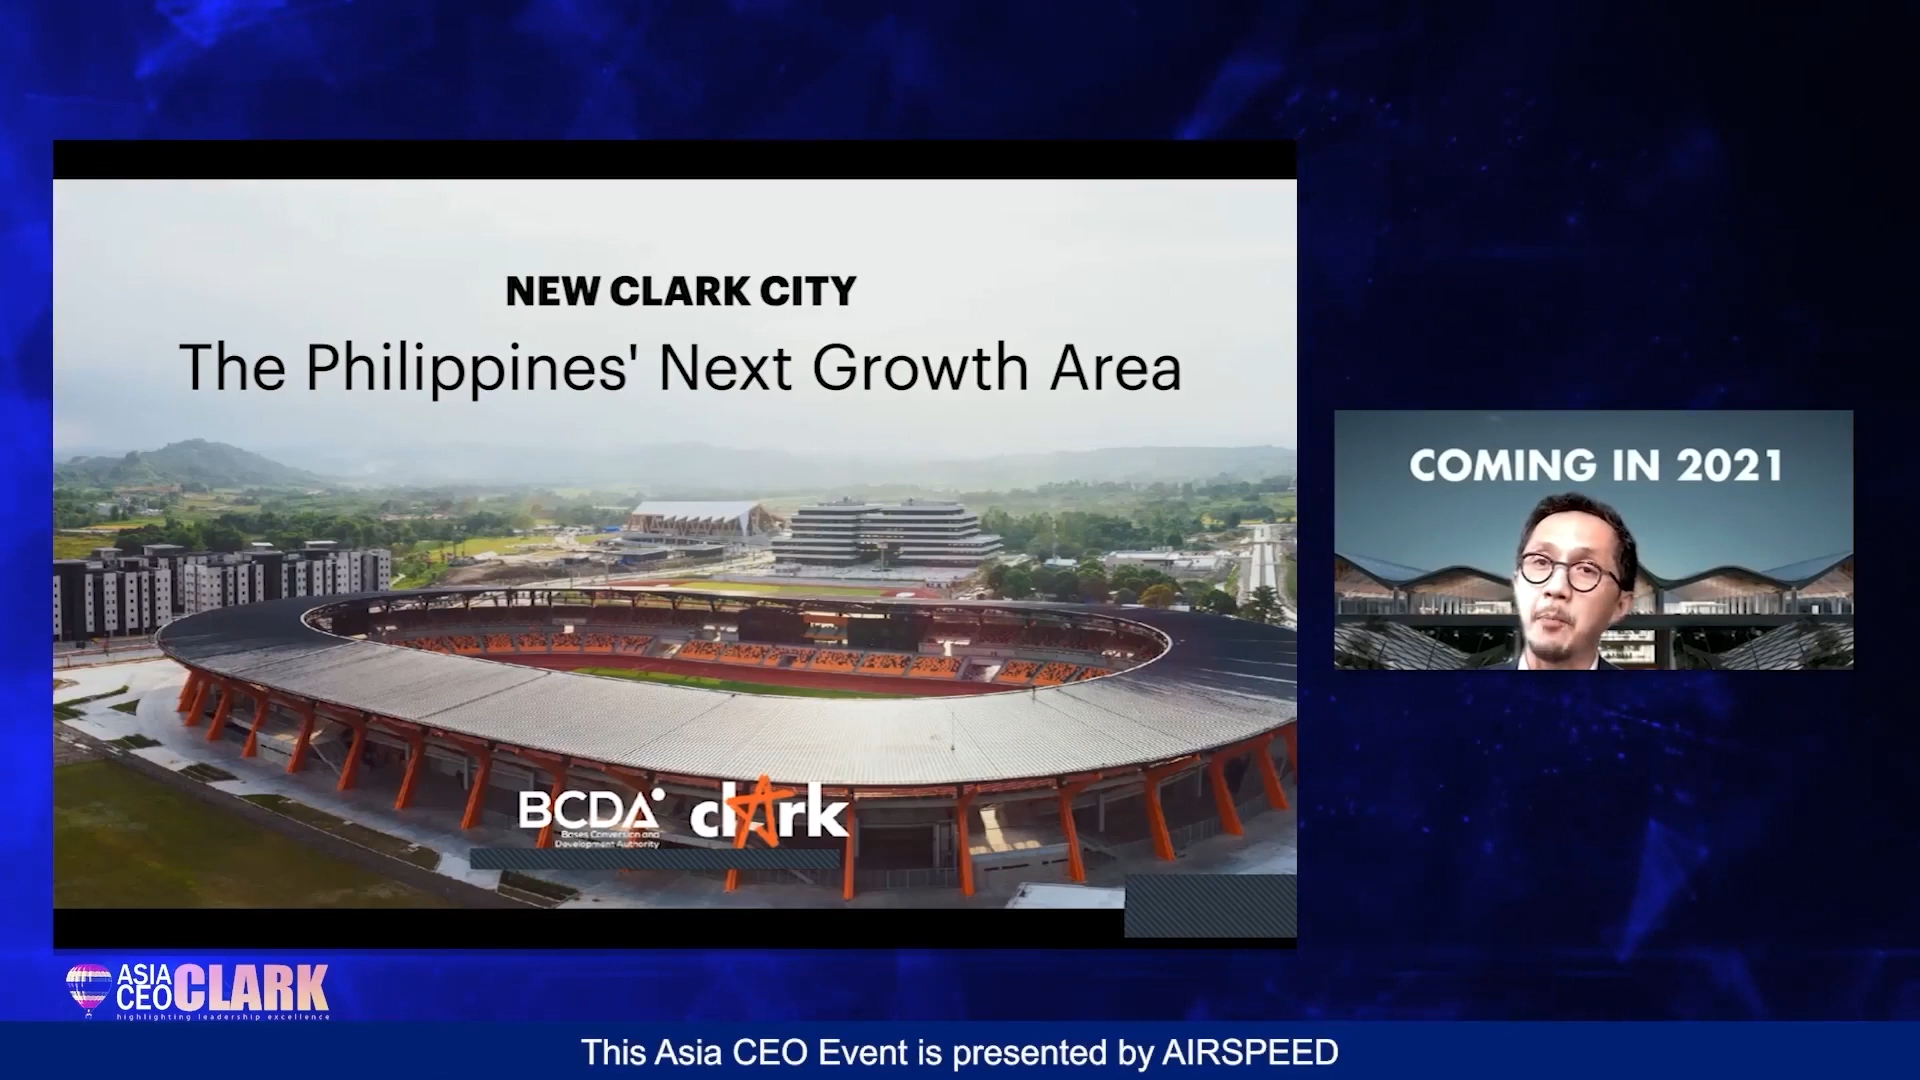 NEW CLARK CITY
The Philippines' Next Growth Area
COMING IN 2021
BCDA
Bases Conversion and
Development Authority
clark
ASIA
CEO
CLARK
highlighting leadership excellence
This Asia CEO Event is presented by AIRSPEED